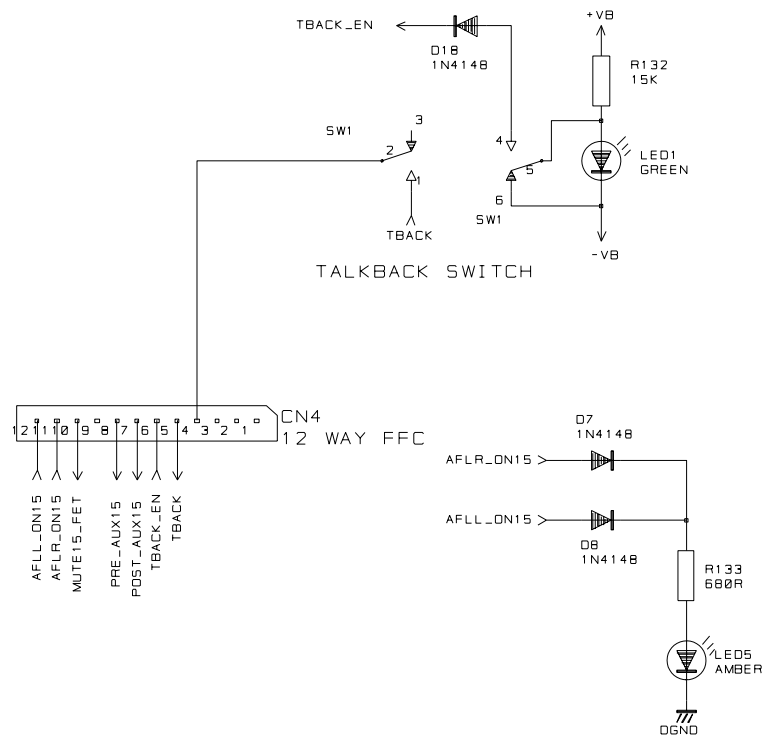 TBACK_EN
D18
1N4148
+VB
R132
15K
SW1
3
2
1
TBACK
4
5
6
SW1
LED1
GREEN
-VB
TALKBACK SWITCH
CN4
12 WAY FFC
12 11 10 9 8 7 6 5 4 3 2 1
AFLL_ON15
AFLR_ON15
MUTE15_FET
PRE_AUX15
POST_AUX15
TBACK_EN
TBACK
D7
1N4148
AFLR_ON15
AFLL_ON15
D8
1N4148
R133
680R
LED5
AMBER
DGND